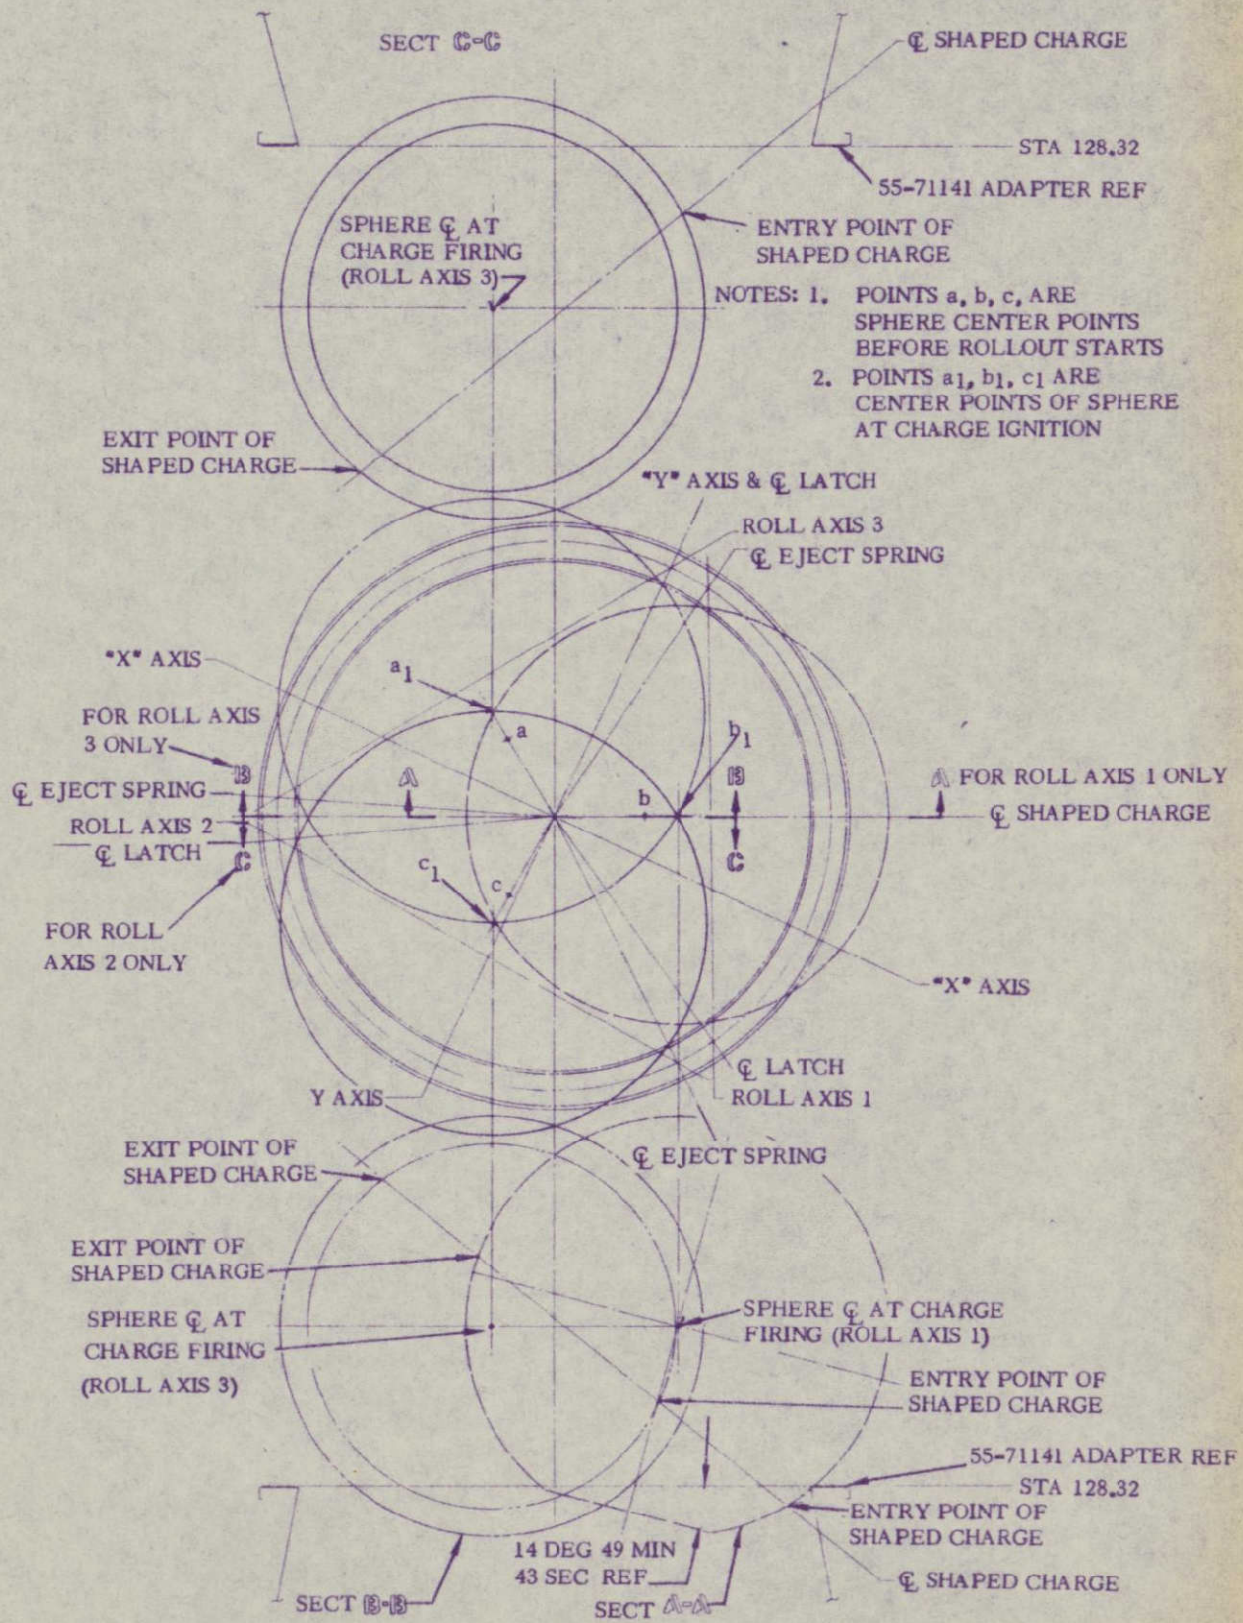 SECT C-C
℄ SHAPED CHARGE
STA 128.32
55-71141 ADAPTER REF
SPHERE ℄ AT
CHARGE FIRING
(ROLL AXIS 3)
ENTRY POINT OF
SHAPED CHARGE
NOTES: 1. POINTS a, b, c, ARE
SPHERE CENTER POINTS
BEFORE ROLLOUT STARTS
2. POINTS a1, b1, c1 ARE
CENTER POINTS OF SPHERE
AT CHARGE IGNITION
EXIT POINT OF
SHAPED CHARGE
"Y" AXIS & ℄ LATCH
ROLL AXIS 3
℄ EJECT SPRING
"X" AXIS
a1
a
FOR ROLL AXIS
3 ONLY
b1
B
A
B
A FOR ROLL AXIS 1 ONLY
℄ EJECT SPRING
b
℄ SHAPED CHARGE
ROLL AXIS 2
℄ LATCH
C
C
c1
c
FOR ROLL
AXIS 2 ONLY
"X" AXIS
℄ LATCH
Y AXIS
ROLL AXIS 1
EXIT POINT OF
SHAPED CHARGE
℄ EJECT SPRING
EXIT POINT OF
SHAPED CHARGE
SPHERE ℄ AT
CHARGE FIRING
(ROLL AXIS 3)
SPHERE ℄ AT CHARGE
FIRING (ROLL AXIS 1)
ENTRY POINT OF
SHAPED CHARGE
55-71141 ADAPTER REF
STA 128.32
ENTRY POINT OF
SHAPED CHARGE
14 DEG 49 MIN
43 SEC REF
℄ SHAPED CHARGE
SECT B-B
SECT A-A